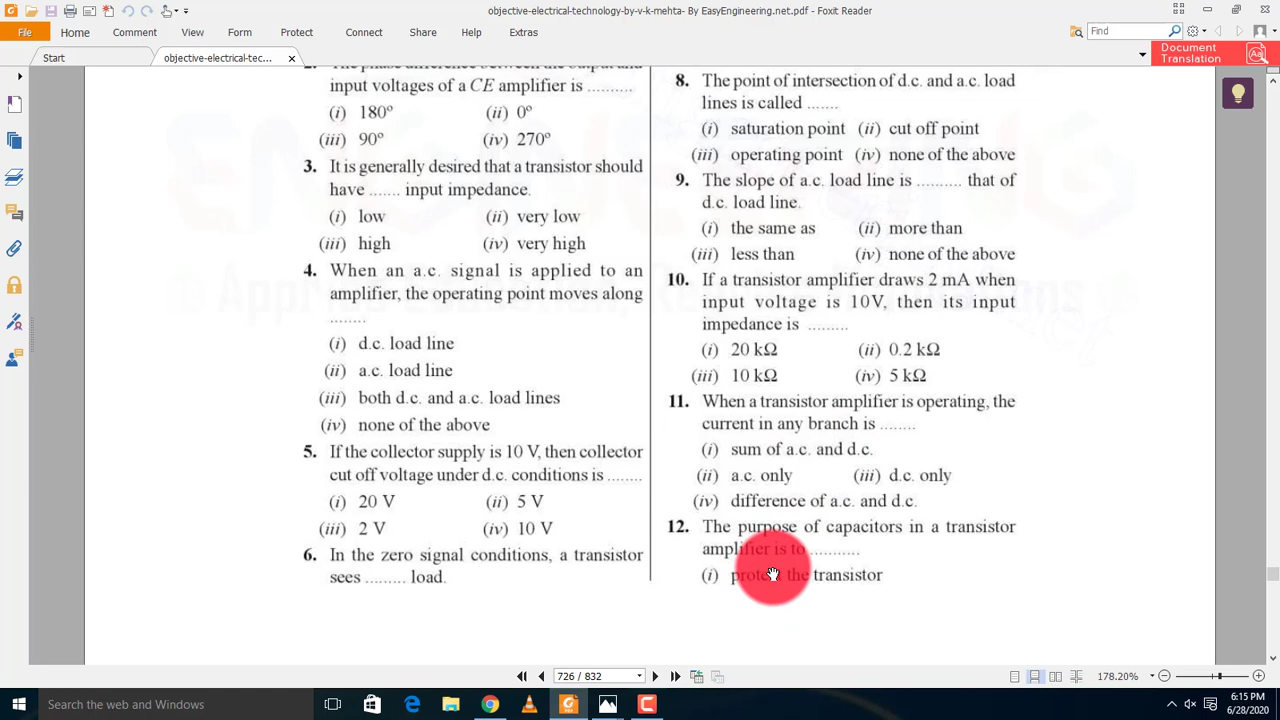 objective-electrical-technology-by-v-k-mehta- By EasyEngineering.net.pdf - Foxit Reader
File Home Comment View Form Protect Connect Share Help Extras
Find
Document Translation
Start objective-electrical-tec...
2. The phase difference between the output and
input voltages of a CE amplifier is ..........
(i) 180º (ii) 0º
(iii) 90º (iv) 270º
3. It is generally desired that a transistor should
have ....... input impedance.
(i) low (ii) very low
(iii) high (iv) very high
4. When an a.c. signal is applied to an
amplifier, the operating point moves along
........
(i) d.c. load line
(ii) a.c. load line
(iii) both d.c. and a.c. load lines
(iv) none of the above
5. If the collector supply is 10 V, then collector
cut off voltage under d.c. conditions is ........
(i) 20 V (ii) 5 V
(iii) 2 V (iv) 10 V
6. In the zero signal conditions, a transistor
sees ......... load.
8. The point of intersection of d.c. and a.c. load
lines is called .......
(i) saturation point (ii) cut off point
(iii) operating point (iv) none of the above
9. The slope of a.c. load line is .......... that of
d.c. load line.
(i) the same as (ii) more than
(iii) less than (iv) none of the above
10. If a transistor amplifier draws 2 mA when
input voltage is 10V, then its input
impedance is .........
(i) 20 kΩ (ii) 0.2 kΩ
(iii) 10 kΩ (iv) 5 kΩ
11. When a transistor amplifier is operating, the
current in any branch is ........
(i) sum of a.c. and d.c.
(ii) a.c. only (iii) d.c. only
(iv) difference of a.c. and d.c.
12. The purpose of capacitors in a transistor
amplifier is to ...........
(i) protect the transistor
726 / 832
178.20%
Search the web and Windows
6:15 PM
6/28/2020